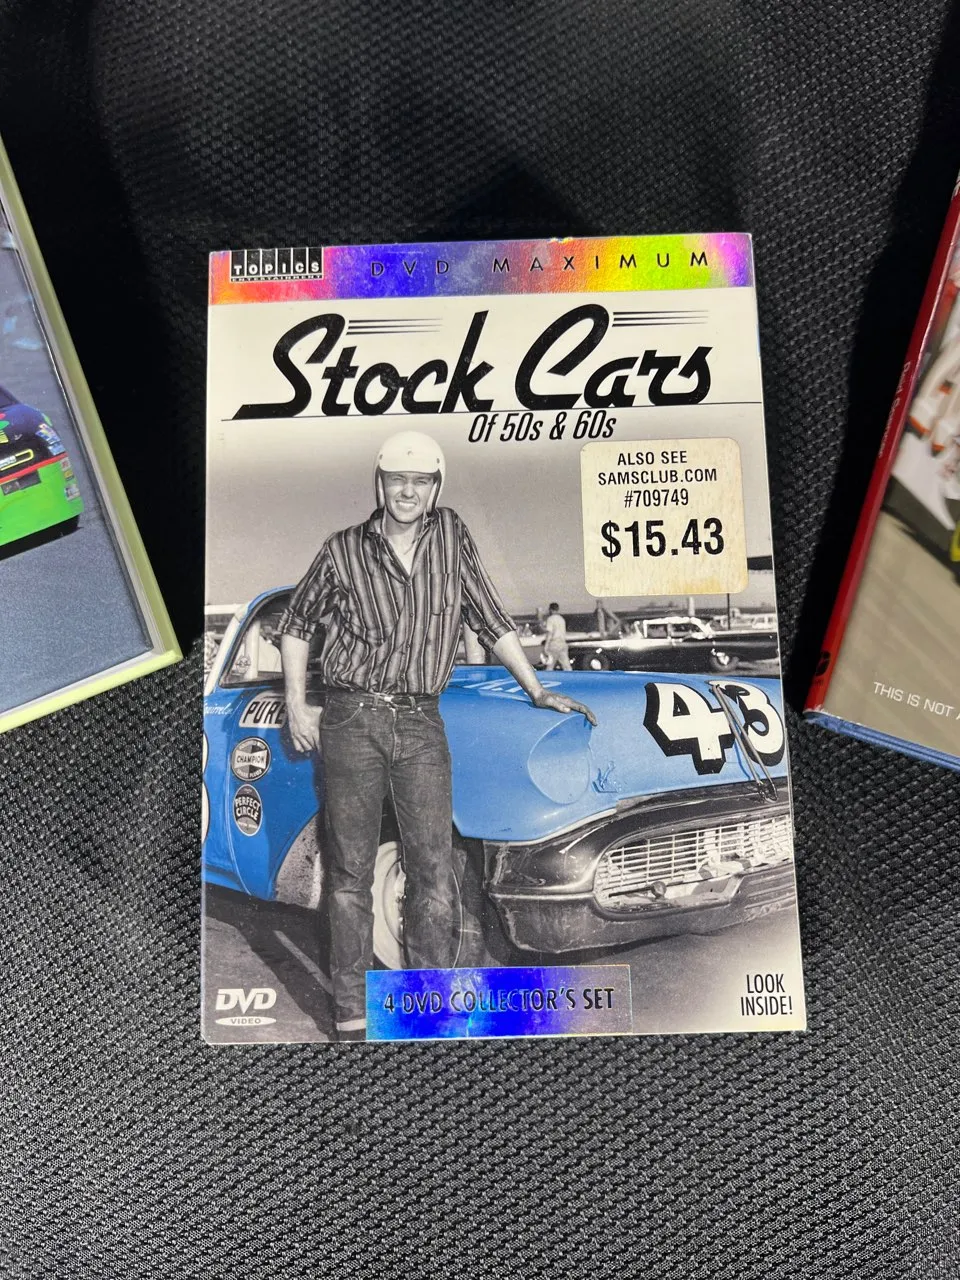 TOPICS
ENTERTAINMENT
DVD MAXIMUM
Stock Cars
Of 50s & 60s
ALSO SEE
SAMSCLUB.COM
#709749
$15.43
43
PURE
CHAMPION
PERFECT
CIRCLE
4 DVD COLLECTOR'S SET
DVD
VIDEO
LOOK
INSIDE!
THIS IS NOT